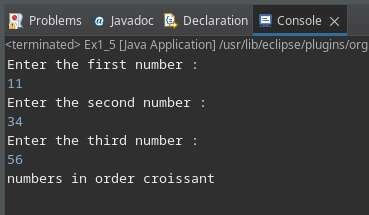 Problems @ Javadoc Declaration Console
<terminated> Ex1_5 [Java Application] /usr/lib/eclipse/plugins/org
Enter the first number :
11
Enter the second number :
34
Enter the third number :
56
numbers in order croissant